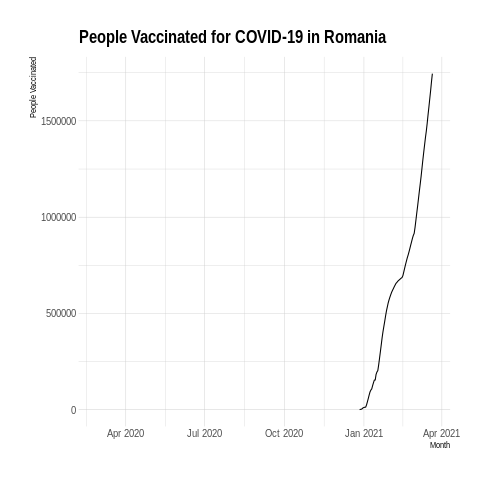 People Vaccinated for COVID-19 in Romania
People Vaccinated
1500000
1000000
500000
0
Apr 2020 Jul 2020 Oct 2020 Jan 2021 Apr 2021
Month